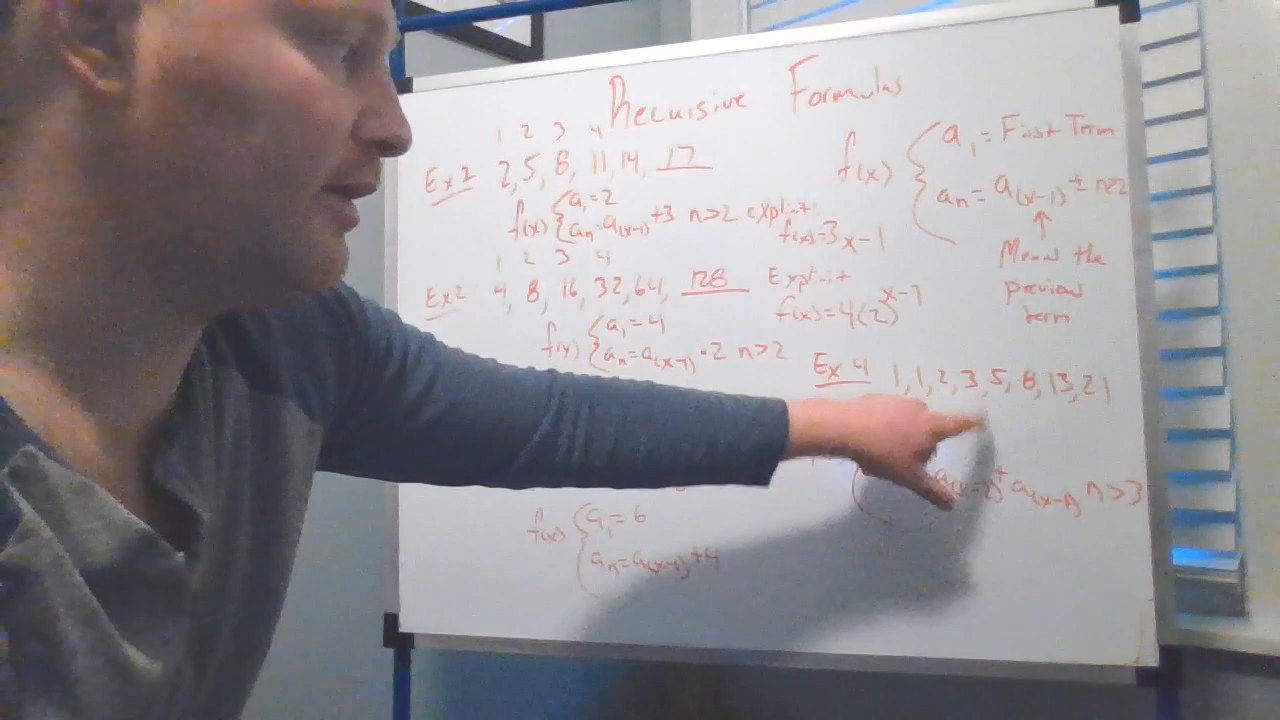 Recursive Formulas
1 2 3 4
Ex 1 2, 5, 8, 11, 14, 17
f(x) { a₁ = 2
aₙ = a(x-1) + 3 n>2 explicit
f(x) = 3x - 1
1 2 3 4
Ex 2 4, 8, 16, 32, 64, 128 Explicit
f(x) = 4(2)^x-1
f(x) { a₁ = 4
aₙ = a(x-1) • 2 n>2
f(x) { a₁ = 6
aₙ = a(x-1) + 4
f(x) { a₁ = First Term
aₙ = a(x-1) ± n≥2
↑
Means the
previous
term
Ex 4 1, 1, 2, 3, 5, 8, 13, 21
a(x-2) + a(x-1) n>3